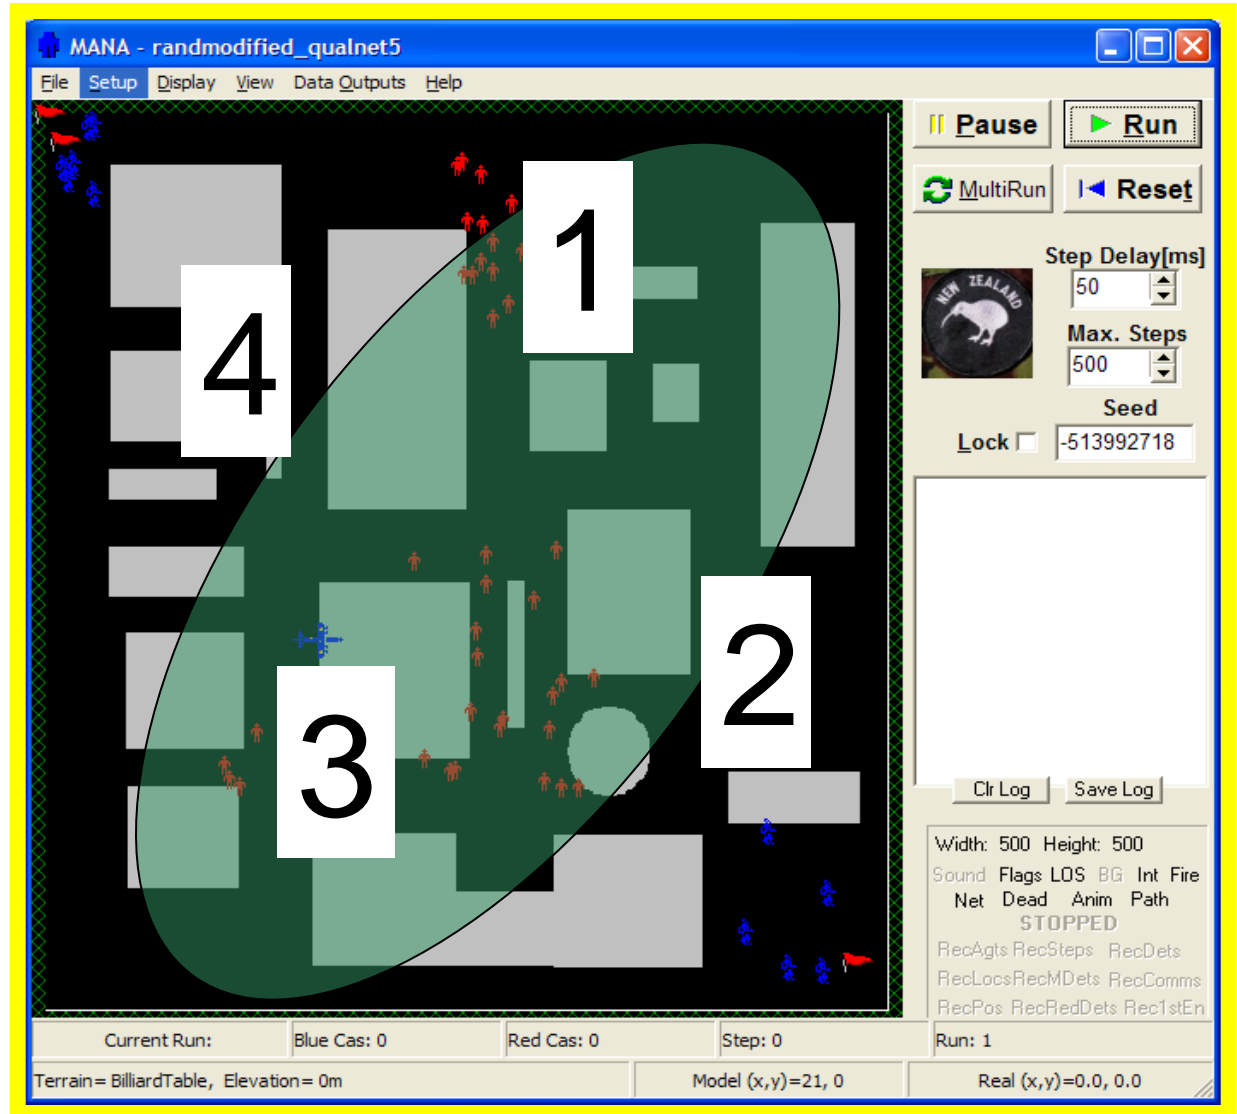 MANA - randmodified_qualnet5
File Setup Display View Data Outputs Help
Pause Run
MultiRun Reset
NEW ZEALAND
Step Delay[ms]
50
Max. Steps
500
Seed
Lock -513992718
1
4
2
3
Clr Log Save Log
Width: 500 Height: 500
Sound Flags LOS BG Int Fire
Net Dead Anim Path
STOPPED
RecAgts RecSteps RecDets
RecLocs RecMDets RecComms
RecPos RecRedDets Rec1stEn
Current Run: Blue Cas: 0 Red Cas: 0 Step: 0 Run: 1
Terrain= BilliardTable, Elevation= 0m Model (x,y)=21, 0 Real (x,y)=0.0, 0.0